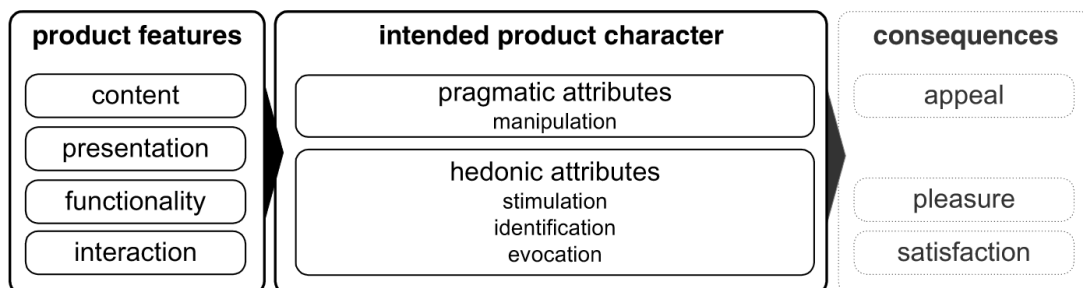 product features
content
presentation
functionality
interaction
intended product character
pragmatic attributes
manipulation
hedonic attributes
stimulation
identification
evocation
consequences
appeal
pleasure
satisfaction